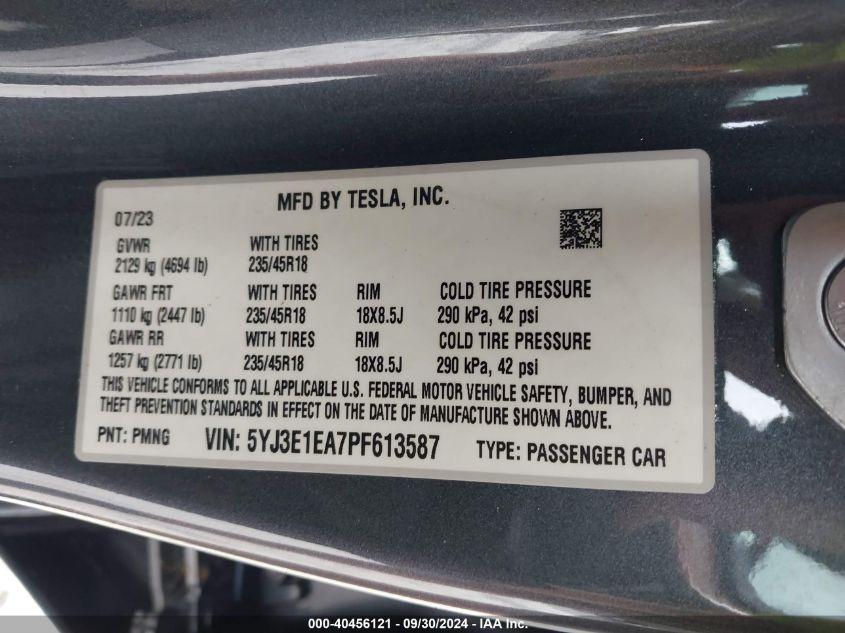 MFD BY TESLA, INC.
07/23
GVWR WITH TIRES
2129 kg (4694 lb) 235/45R18
GAWR FRT WITH TIRES RIM COLD TIRE PRESSURE
1110 kg (2447 lb) 235/45R18 18X8.5J 290 kPa, 42 psi
GAWR RR WITH TIRES RIM COLD TIRE PRESSURE
1257 kg (2771 lb) 235/45R18 18X8.5J 290 kPa, 42 psi
THIS VEHICLE CONFORMS TO ALL APPLICABLE U.S. FEDERAL MOTOR VEHICLE SAFETY, BUMPER, AND
THEFT PREVENTION STANDARDS IN EFFECT ON THE DATE OF MANUFACTURE SHOWN ABOVE.
PNT: PMNG VIN: 5YJ3E1EA7PF613587 TYPE: PASSENGER CAR
000-40456121 - 09/30/2024 - IAA Inc.